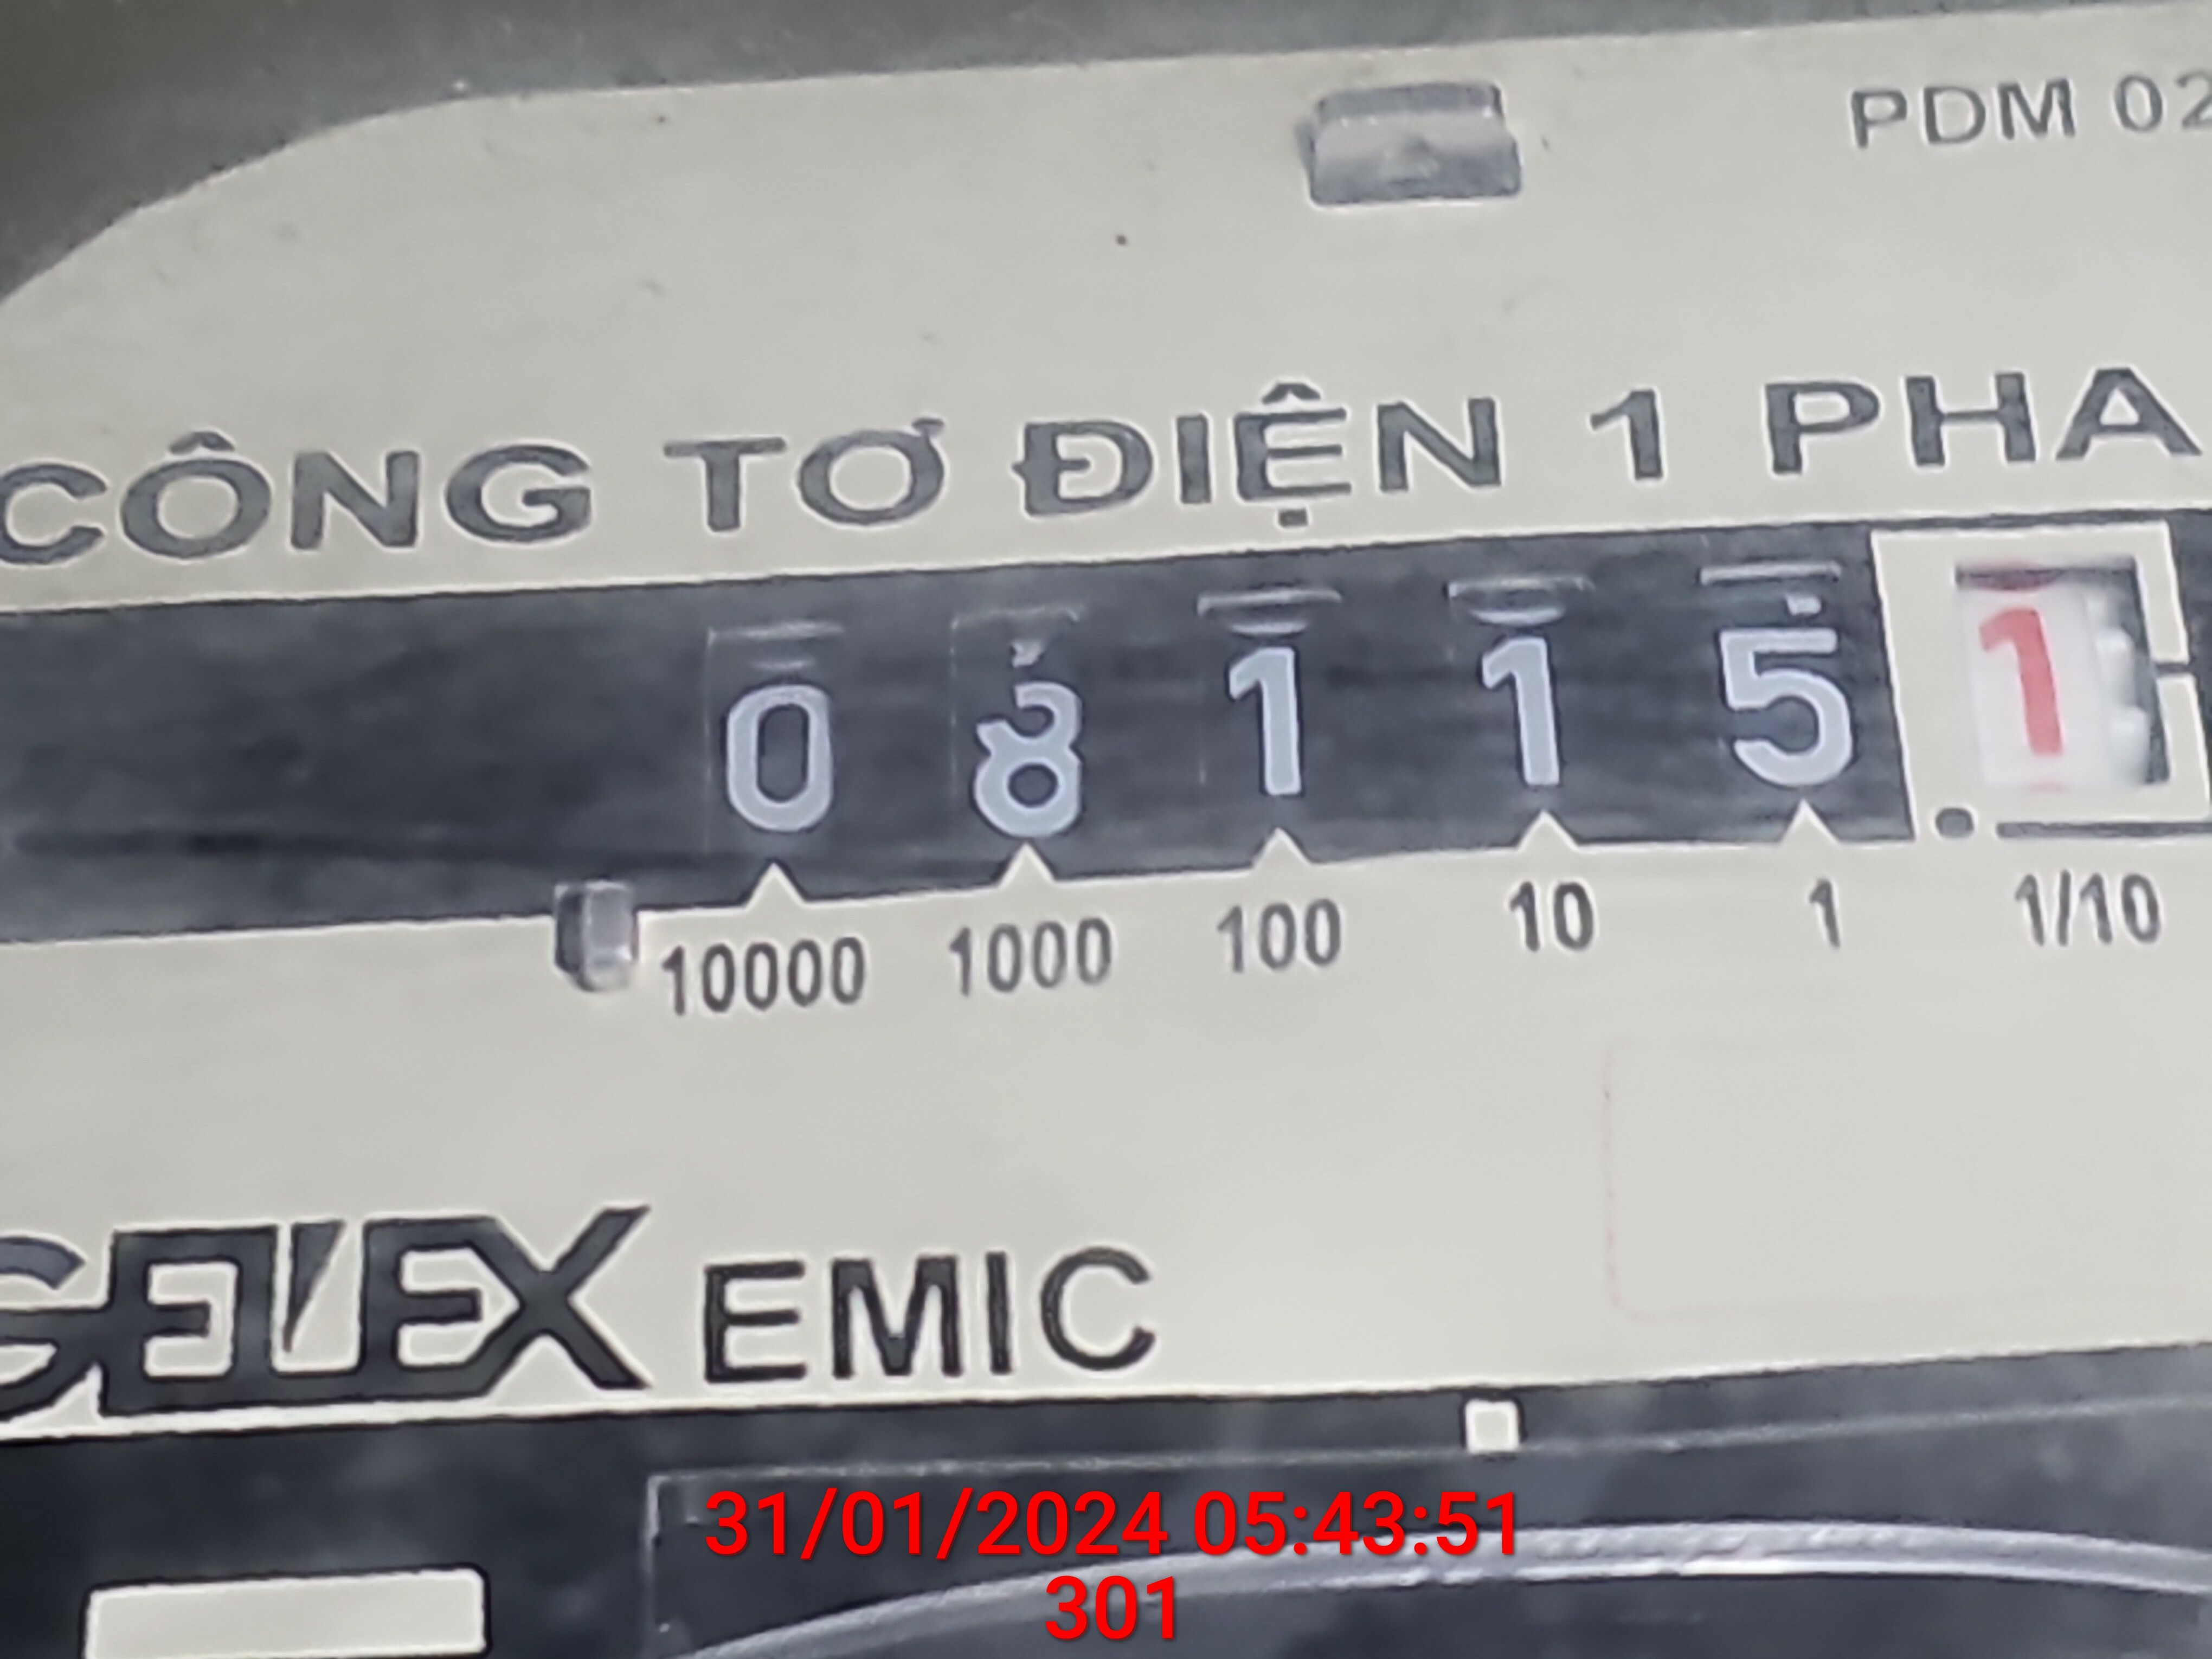 PDM 02
CÔNG TƠ ĐIỆN 1 PHA
0 8 1 1 5 1
10000 1000 100 10 1 1/10
GELEX EMIC
31/01/2024 05:43:51
301